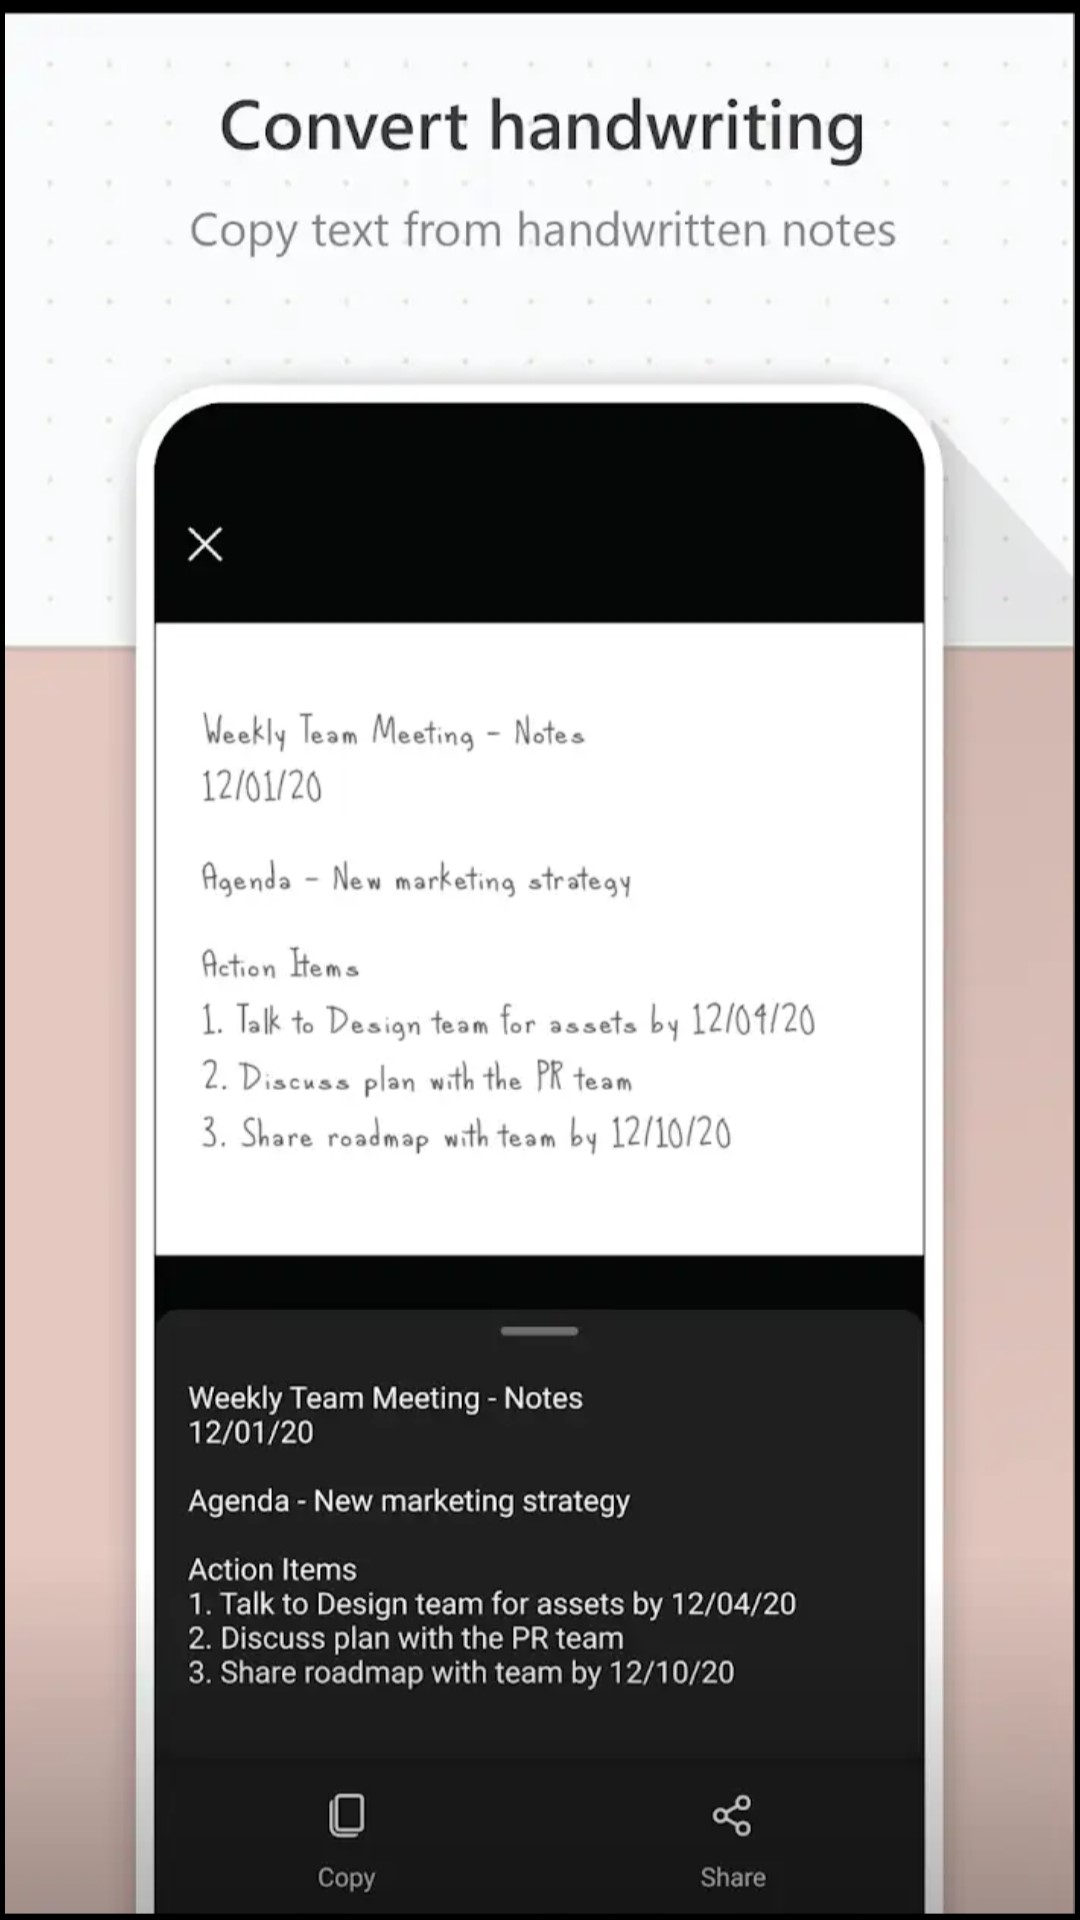 Convert handwriting
Copy text from handwritten notes
Weekly Team Meeting - Notes
12/01/20
Agenda - New marketing strategy
Action Items
1. Talk to Design team for assets by 12/04/20
2. Discuss plan with the PR team
3. Share roadmap with team by 12/10/20
Weekly Team Meeting - Notes
12/01/20
Agenda - New marketing strategy
Action Items
1. Talk to Design team for assets by 12/04/20
2. Discuss plan with the PR team
3. Share roadmap with team by 12/10/20
Copy
Share